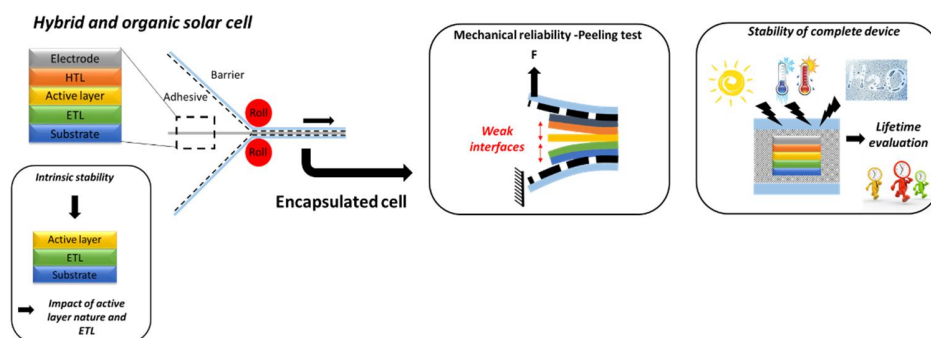 Hybrid and organic solar cell
Electrode
HTL
Active layer
ETL
Substrate
Barrier
Adhesive
Roll
Roll
Encapsulated cell
Intrinsic stability
Active layer
ETL
Substrate
Impact of active
layer nature and
ETL
Mechanical reliability -Peeling test
F
Weak
interfaces
Stability of complete
device
H2O
Lifetime
evaluation